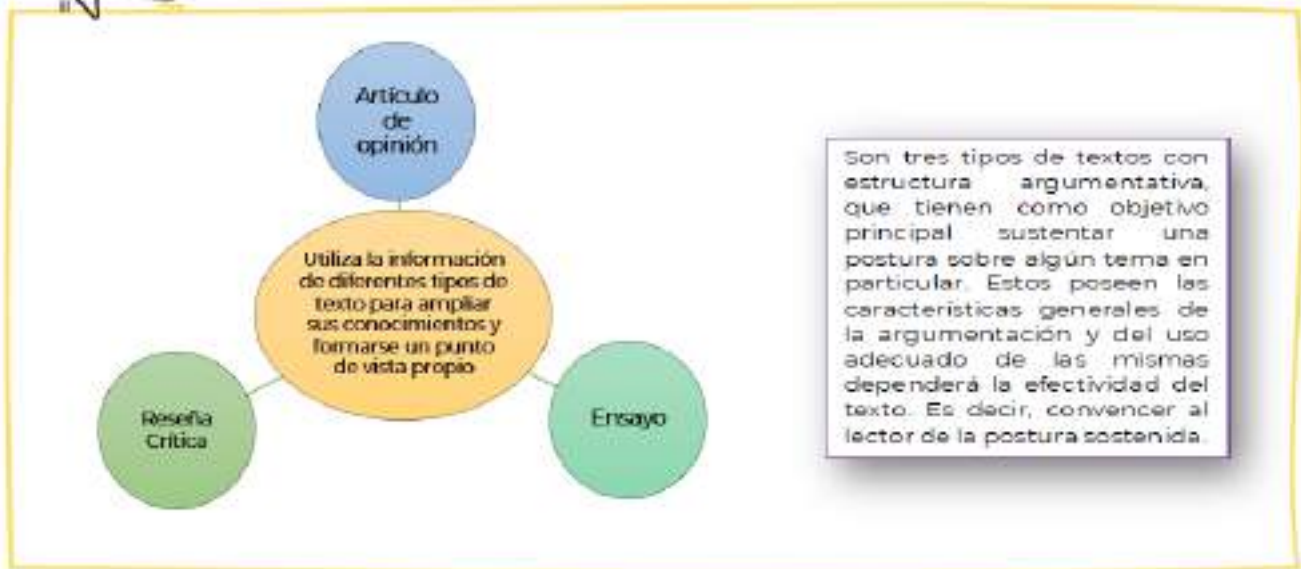 Artículo
de
opinión
Utiliza la información
de diferentes tipos de
texto para ampliar
sus conocimientos y
formarse un punto
de vista propio
Reseña
Crítica
Ensayo
Son tres tipos de textos con
estructura argumentativa,
que tienen como objetivo
principal sustentar una
postura sobre algún tema en
particular. Estos poseen las
características generales de
la argumentación y del uso
adecuado de las mismas
dependerá la efectividad del
texto. Es decir, convencer al
lector de la postura sostenida.